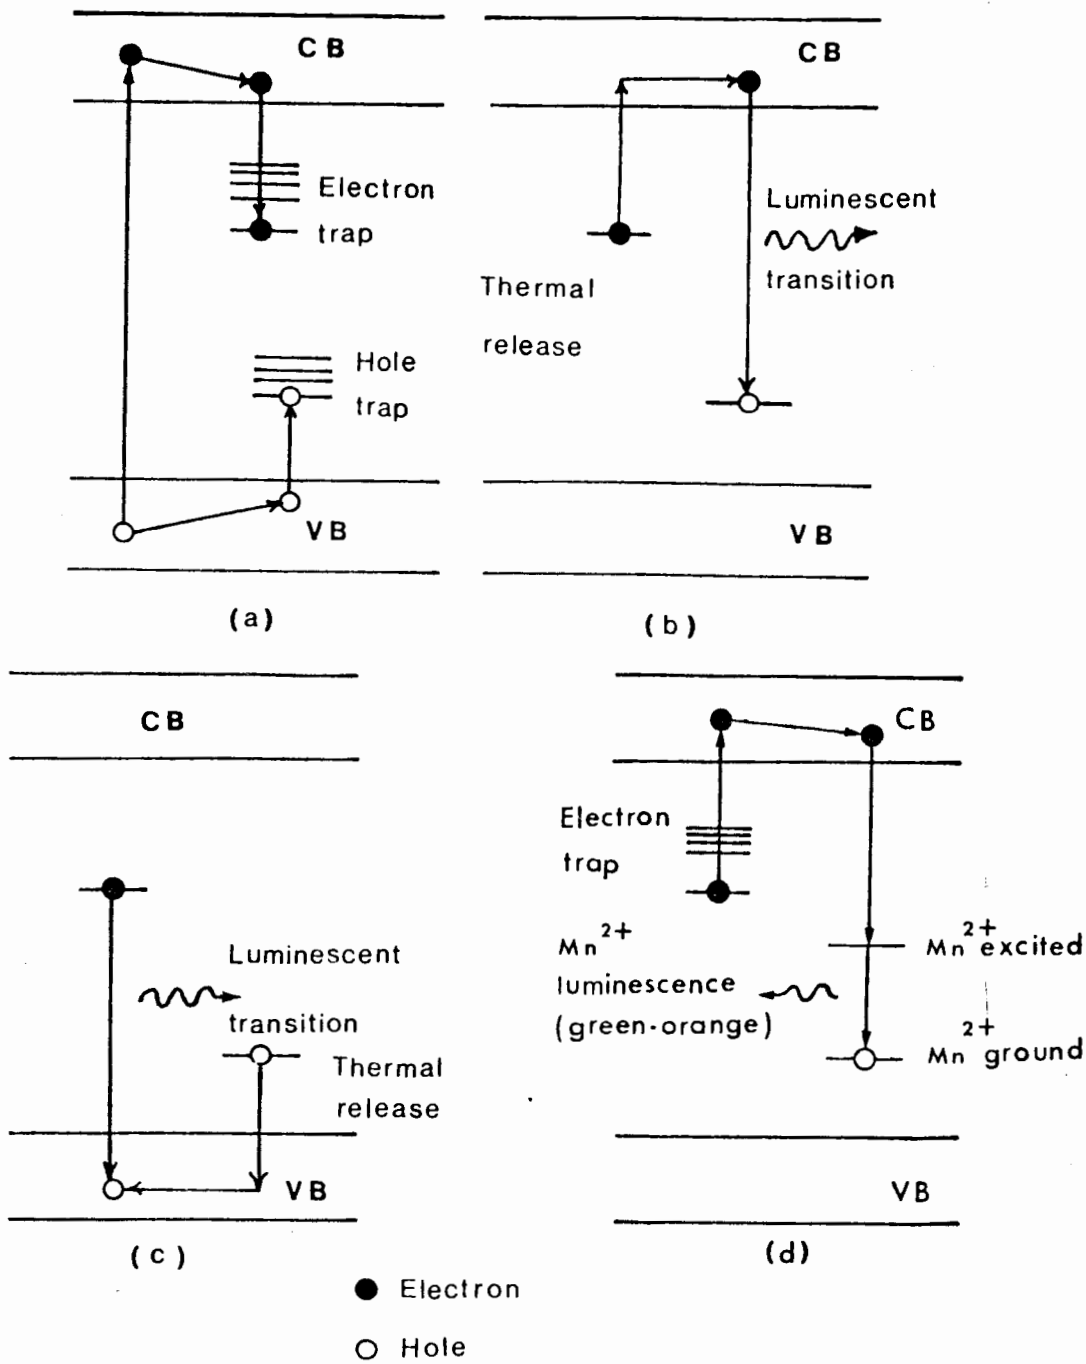 CB
Electron
trap
Hole
trap
VB
(a)
CB
Luminescent
transition
Thermal
release
VB
(b)
CB
Luminescent
transition
Thermal
release
VB
(c)
CB
Electron
trap
Mn²⁺
luminescence
(green-orange)
Mn²⁺ excited
Mn²⁺ ground
VB
(d)
Electron
Hole